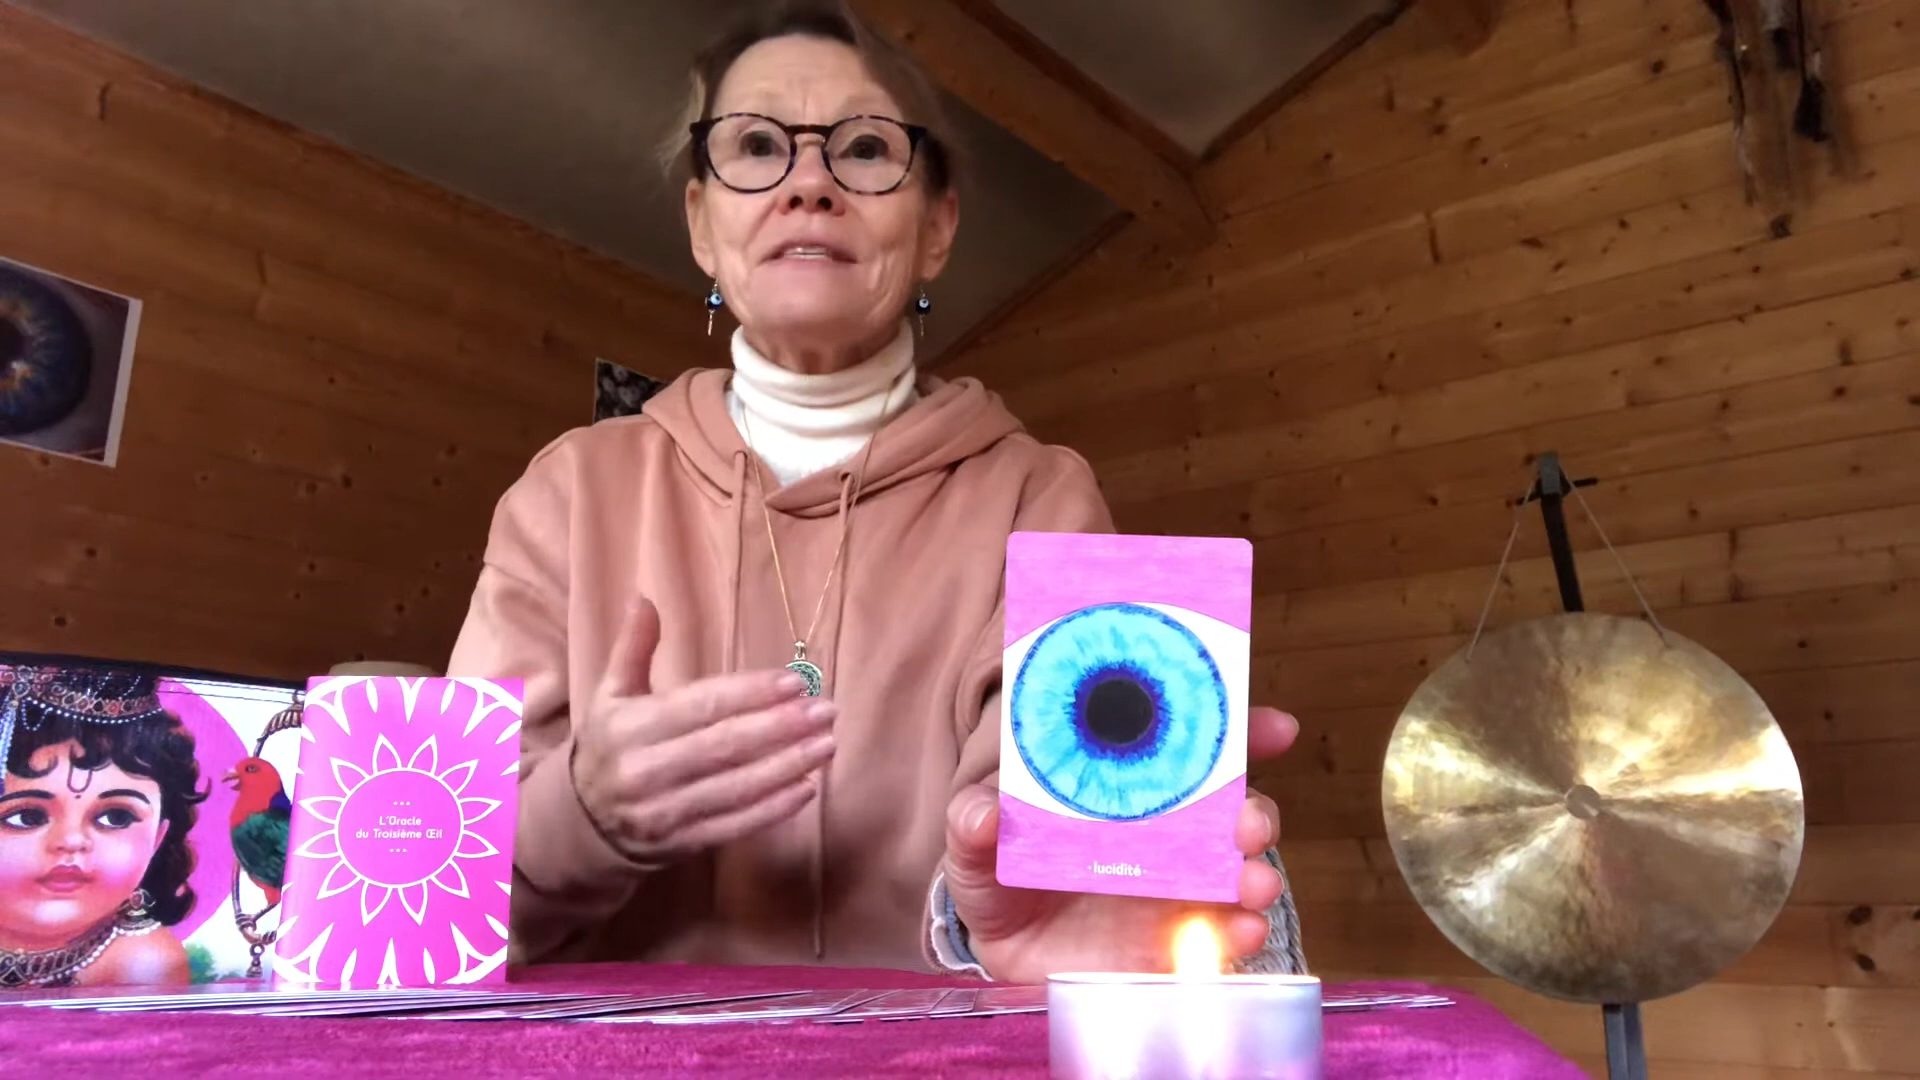 L'Oracle
du Troisième Œil
• lucidité •